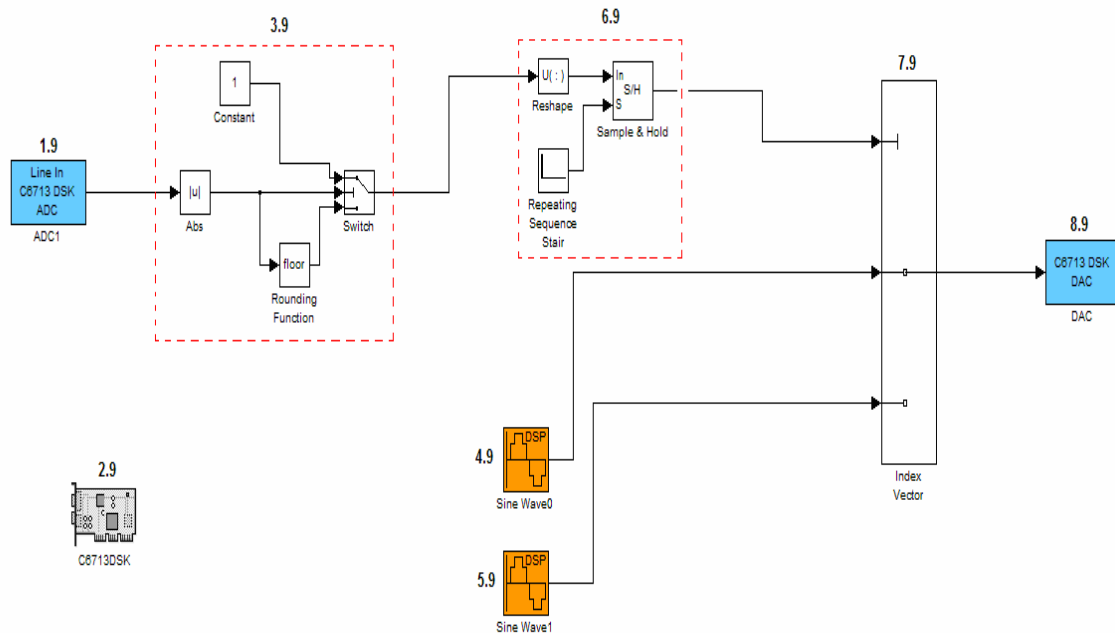 3.9
6.9
7.9
1
Constant
U( : )
Reshape
In
S/H
S
Sample & Hold
1.9
Line In
C6713 DSK
ADC
ADC1
|u|
Abs
Switch
floor
Rounding
Function
Repeating
Sequence
Stair
8.9
C6713 DSK
DAC
DAC
4.9
DSP
Sine Wave0
Index
Vector
2.9
C6713DSK
5.9
DSP
Sine Wave1